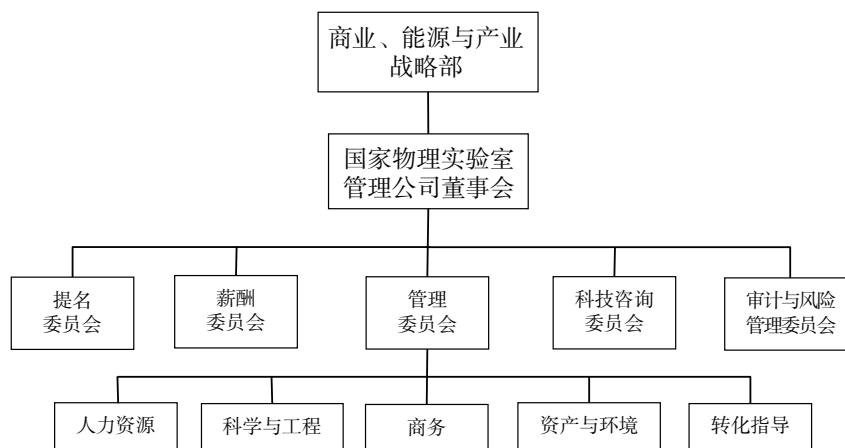 商业、能源与产业
战略部
国家物理实验室
管理公司董事会
提名
委员会
薪酬
委员会
管理
委员会
科技咨询
委员会
审计与风险
管理委员会
人力资源
科学与工程
商务
资产与环境
转化指导